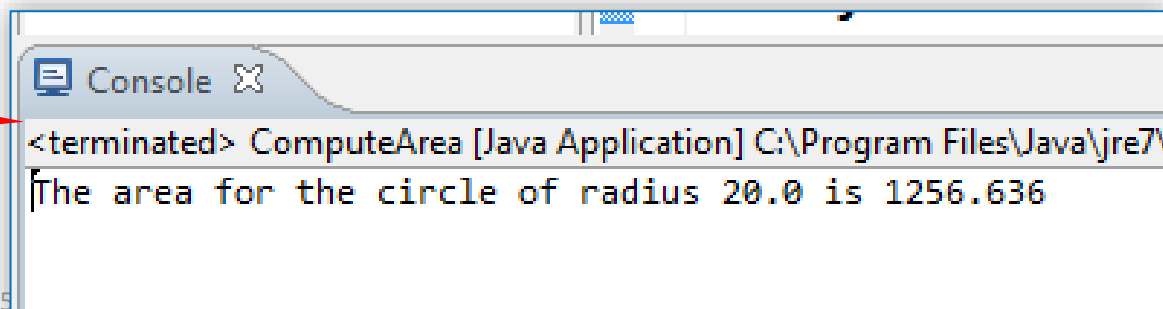 Console
<terminated> ComputeArea [Java Application] C:\Program Files\Java\jre7\
The area for the circle of radius 20.0 is 1256.636
5